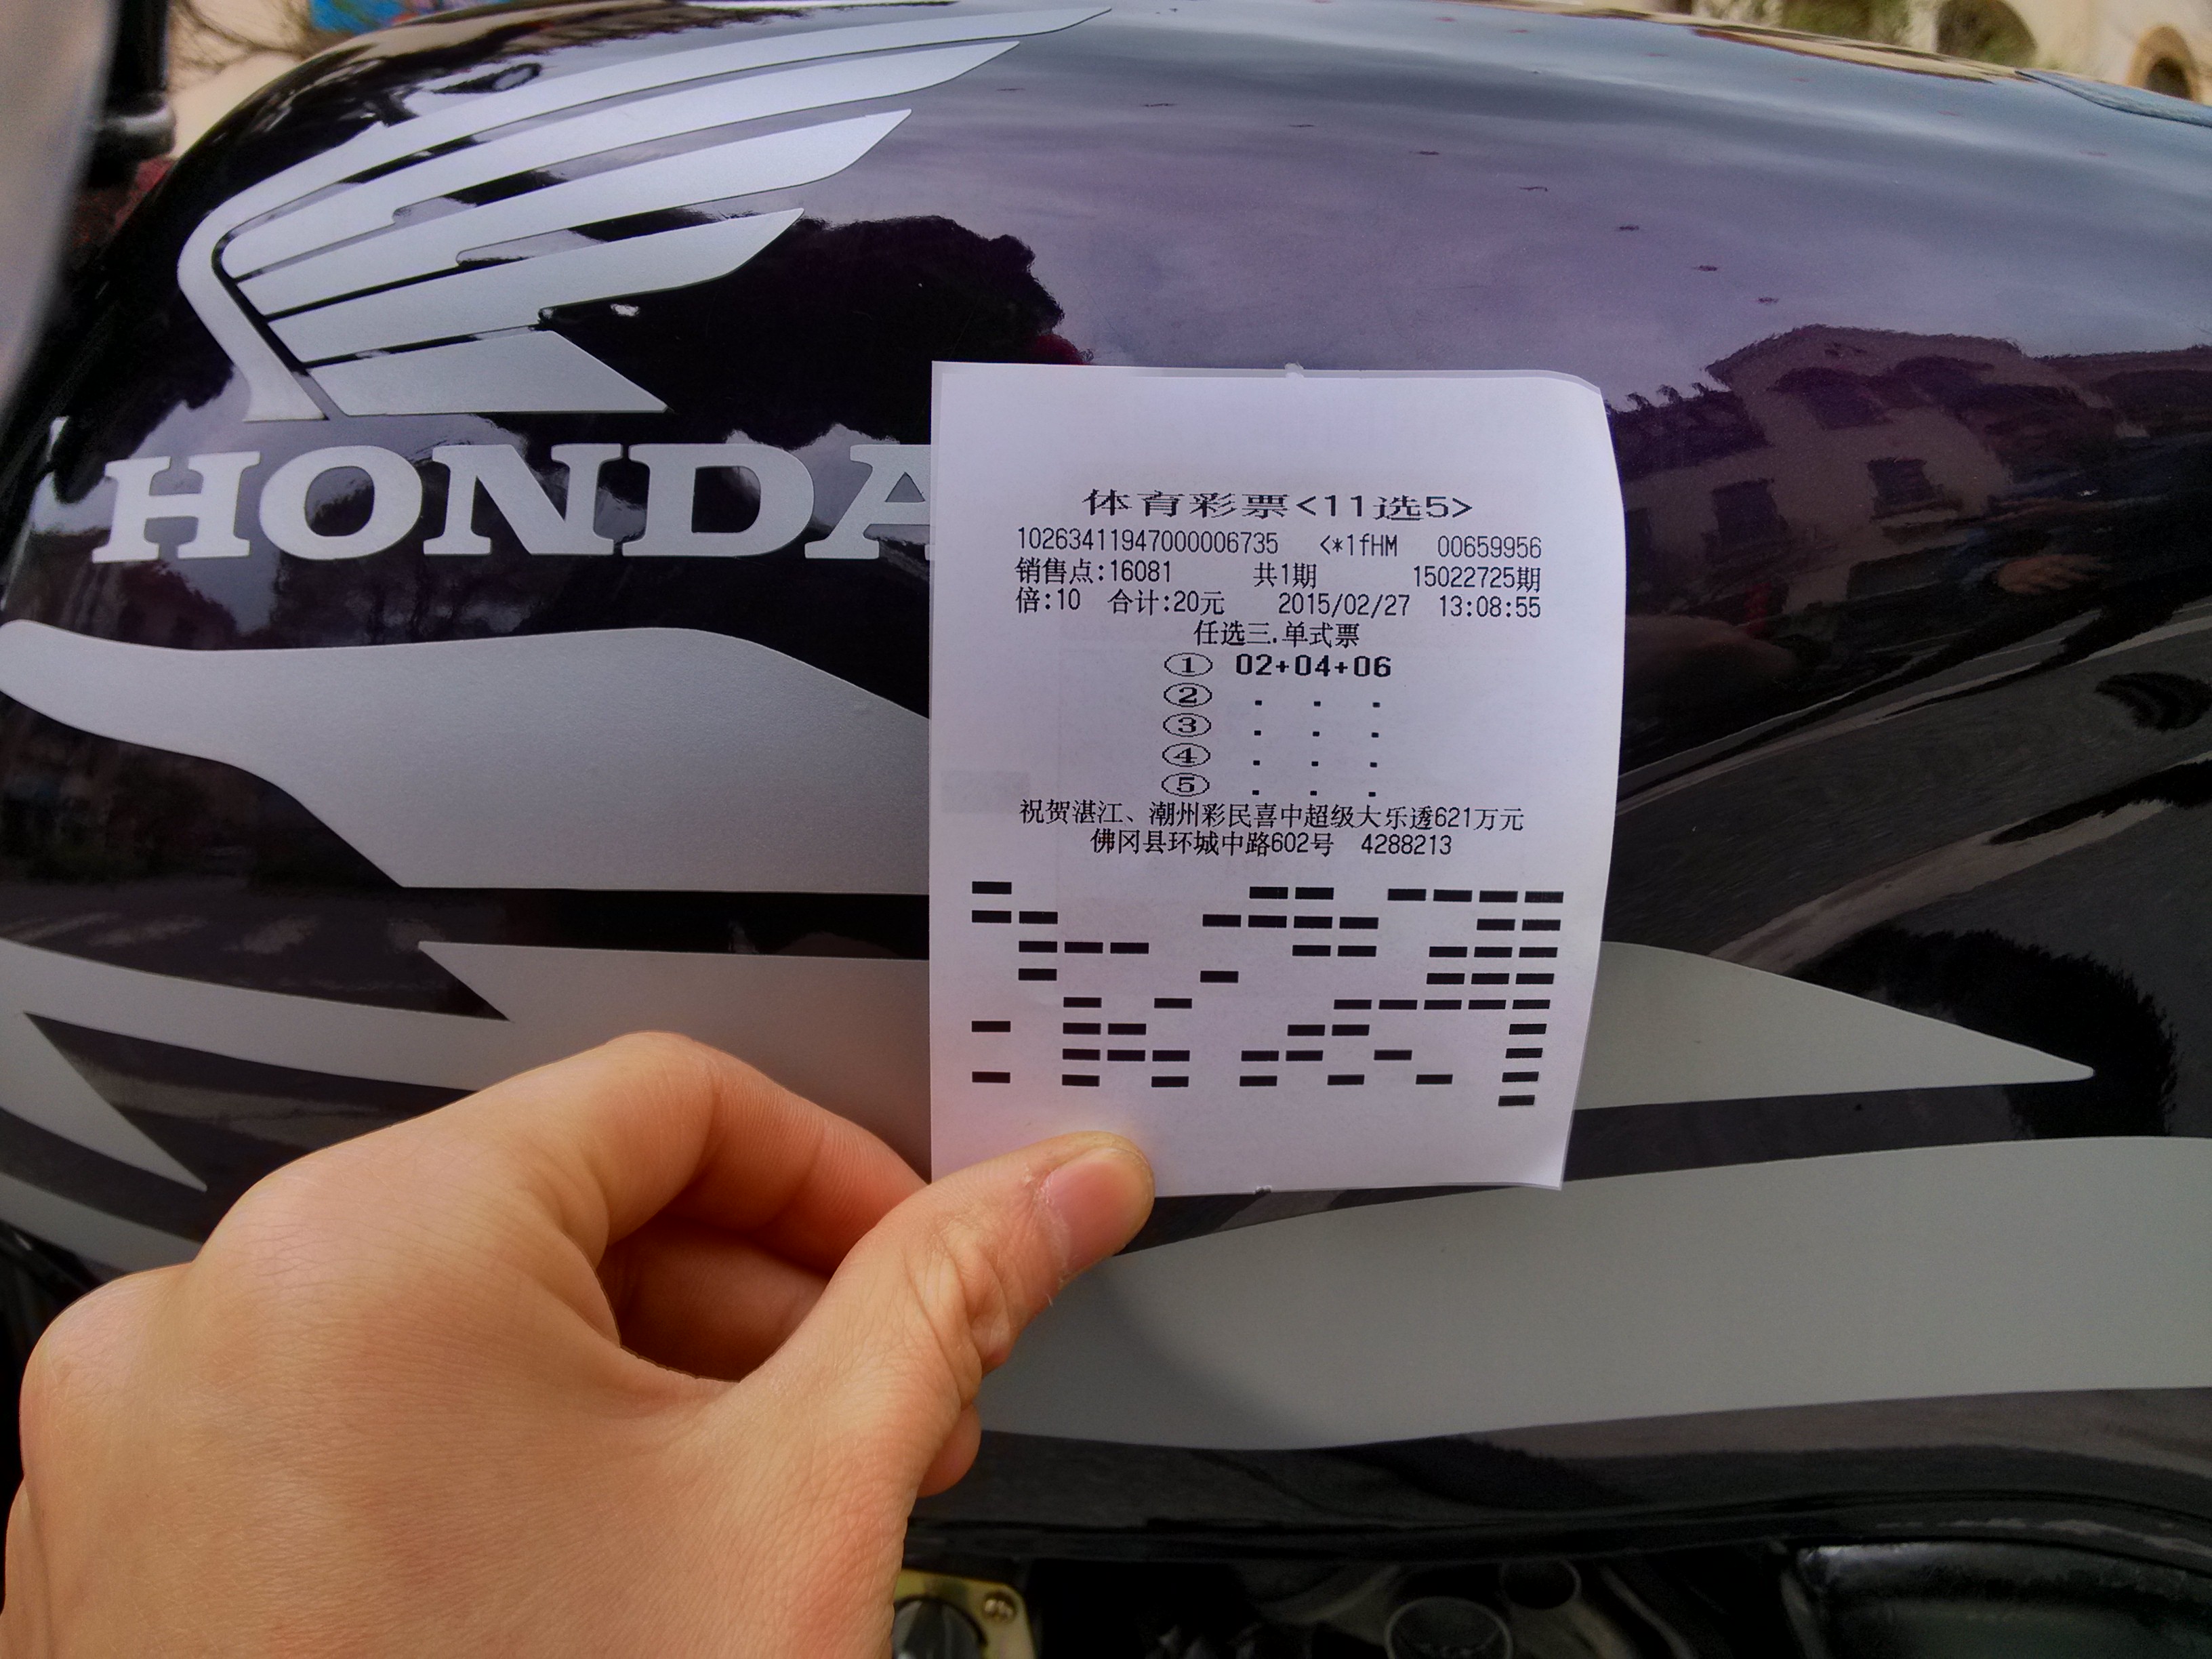 HONDA
体育彩票<11选5>
10263411947000006735 <*1fHM 00659956
销售点:16081 共1期 15022725期
倍:10 合计:20元 2015/02/27 13:08:55
任选三.单式票
① 02+04+06
② . . .
③ . . .
④ . . .
⑤ . . .
祝贺湛江、潮州彩民喜中超级大乐透621万元
佛冈县环城中路602号 4288213